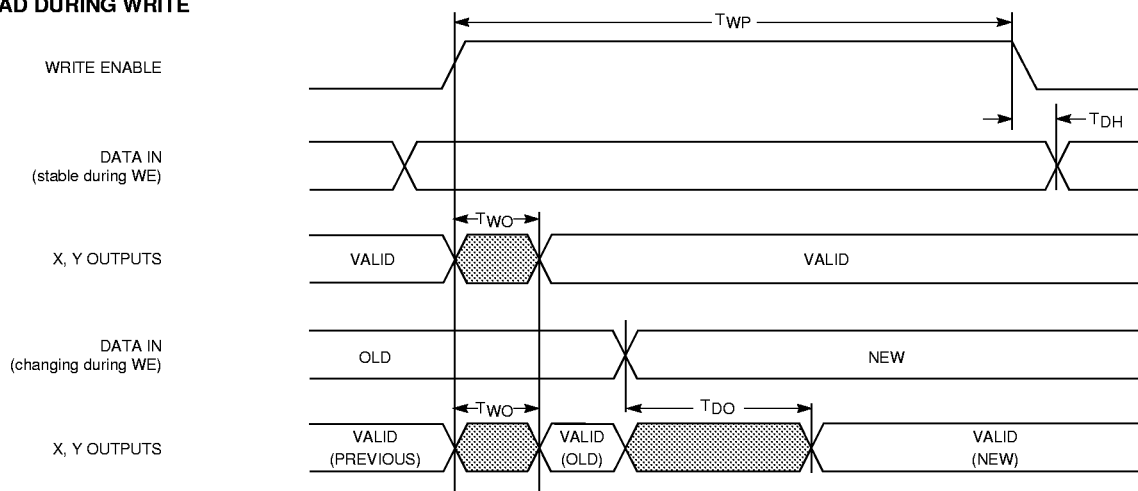 AD DURING WRITE
TWP
WRITE ENABLE
TDH
DATA IN
(stable during WE)
TWO
X, Y OUTPUTS
VALID
VALID
DATA IN
(changing during WE)
OLD
NEW
TWO
TDO
X, Y OUTPUTS
VALID
(PREVIOUS)
VALID
(OLD)
VALID
(NEW)